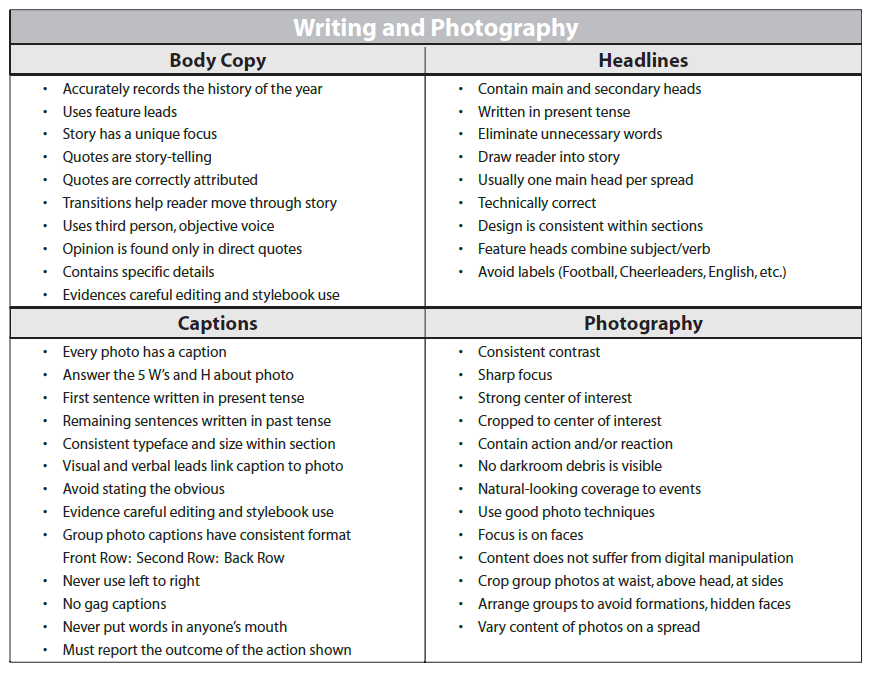 Writing and Photography
Body Copy
• Accurately records the history of the year
• Uses feature leads
• Story has a unique focus
• Quotes are story-telling
• Quotes are correctly attributed
• Transitions help reader move through story
• Uses third person, objective voice
• Opinion is found only in direct quotes
• Contains specific details
• Evidences careful editing and stylebook use
Headlines
• Contain main and secondary heads
• Written in present tense
• Eliminate unnecessary words
• Draw reader into story
• Usually one main head per spread
• Technically correct
• Design is consistent within sections
• Feature heads combine subject/verb
• Avoid labels (Football, Cheerleaders, English, etc.)
Captions
• Every photo has a caption
• Answer the 5 W's and H about photo
• First sentence written in present tense
• Remaining sentences written in past tense
• Consistent typeface and size within section
• Visual and verbal leads link caption to photo
• Avoid stating the obvious
• Evidence careful editing and stylebook use
• Group photo captions have consistent format
Front Row: Second Row: Back Row
• Never use left to right
• No gag captions
• Never put words in anyone's mouth
• Must report the outcome of the action shown
Photography
• Consistent contrast
• Sharp focus
• Strong center of interest
• Cropped to center of interest
• Contain action and/or reaction
• No darkroom debris is visible
• Natural-looking coverage to events
• Use good photo techniques
• Focus is on faces
• Content does not suffer from digital manipulation
• Crop group photos at waist, above head, at sides
• Arrange groups to avoid formations, hidden faces
• Vary content of photos on a spread